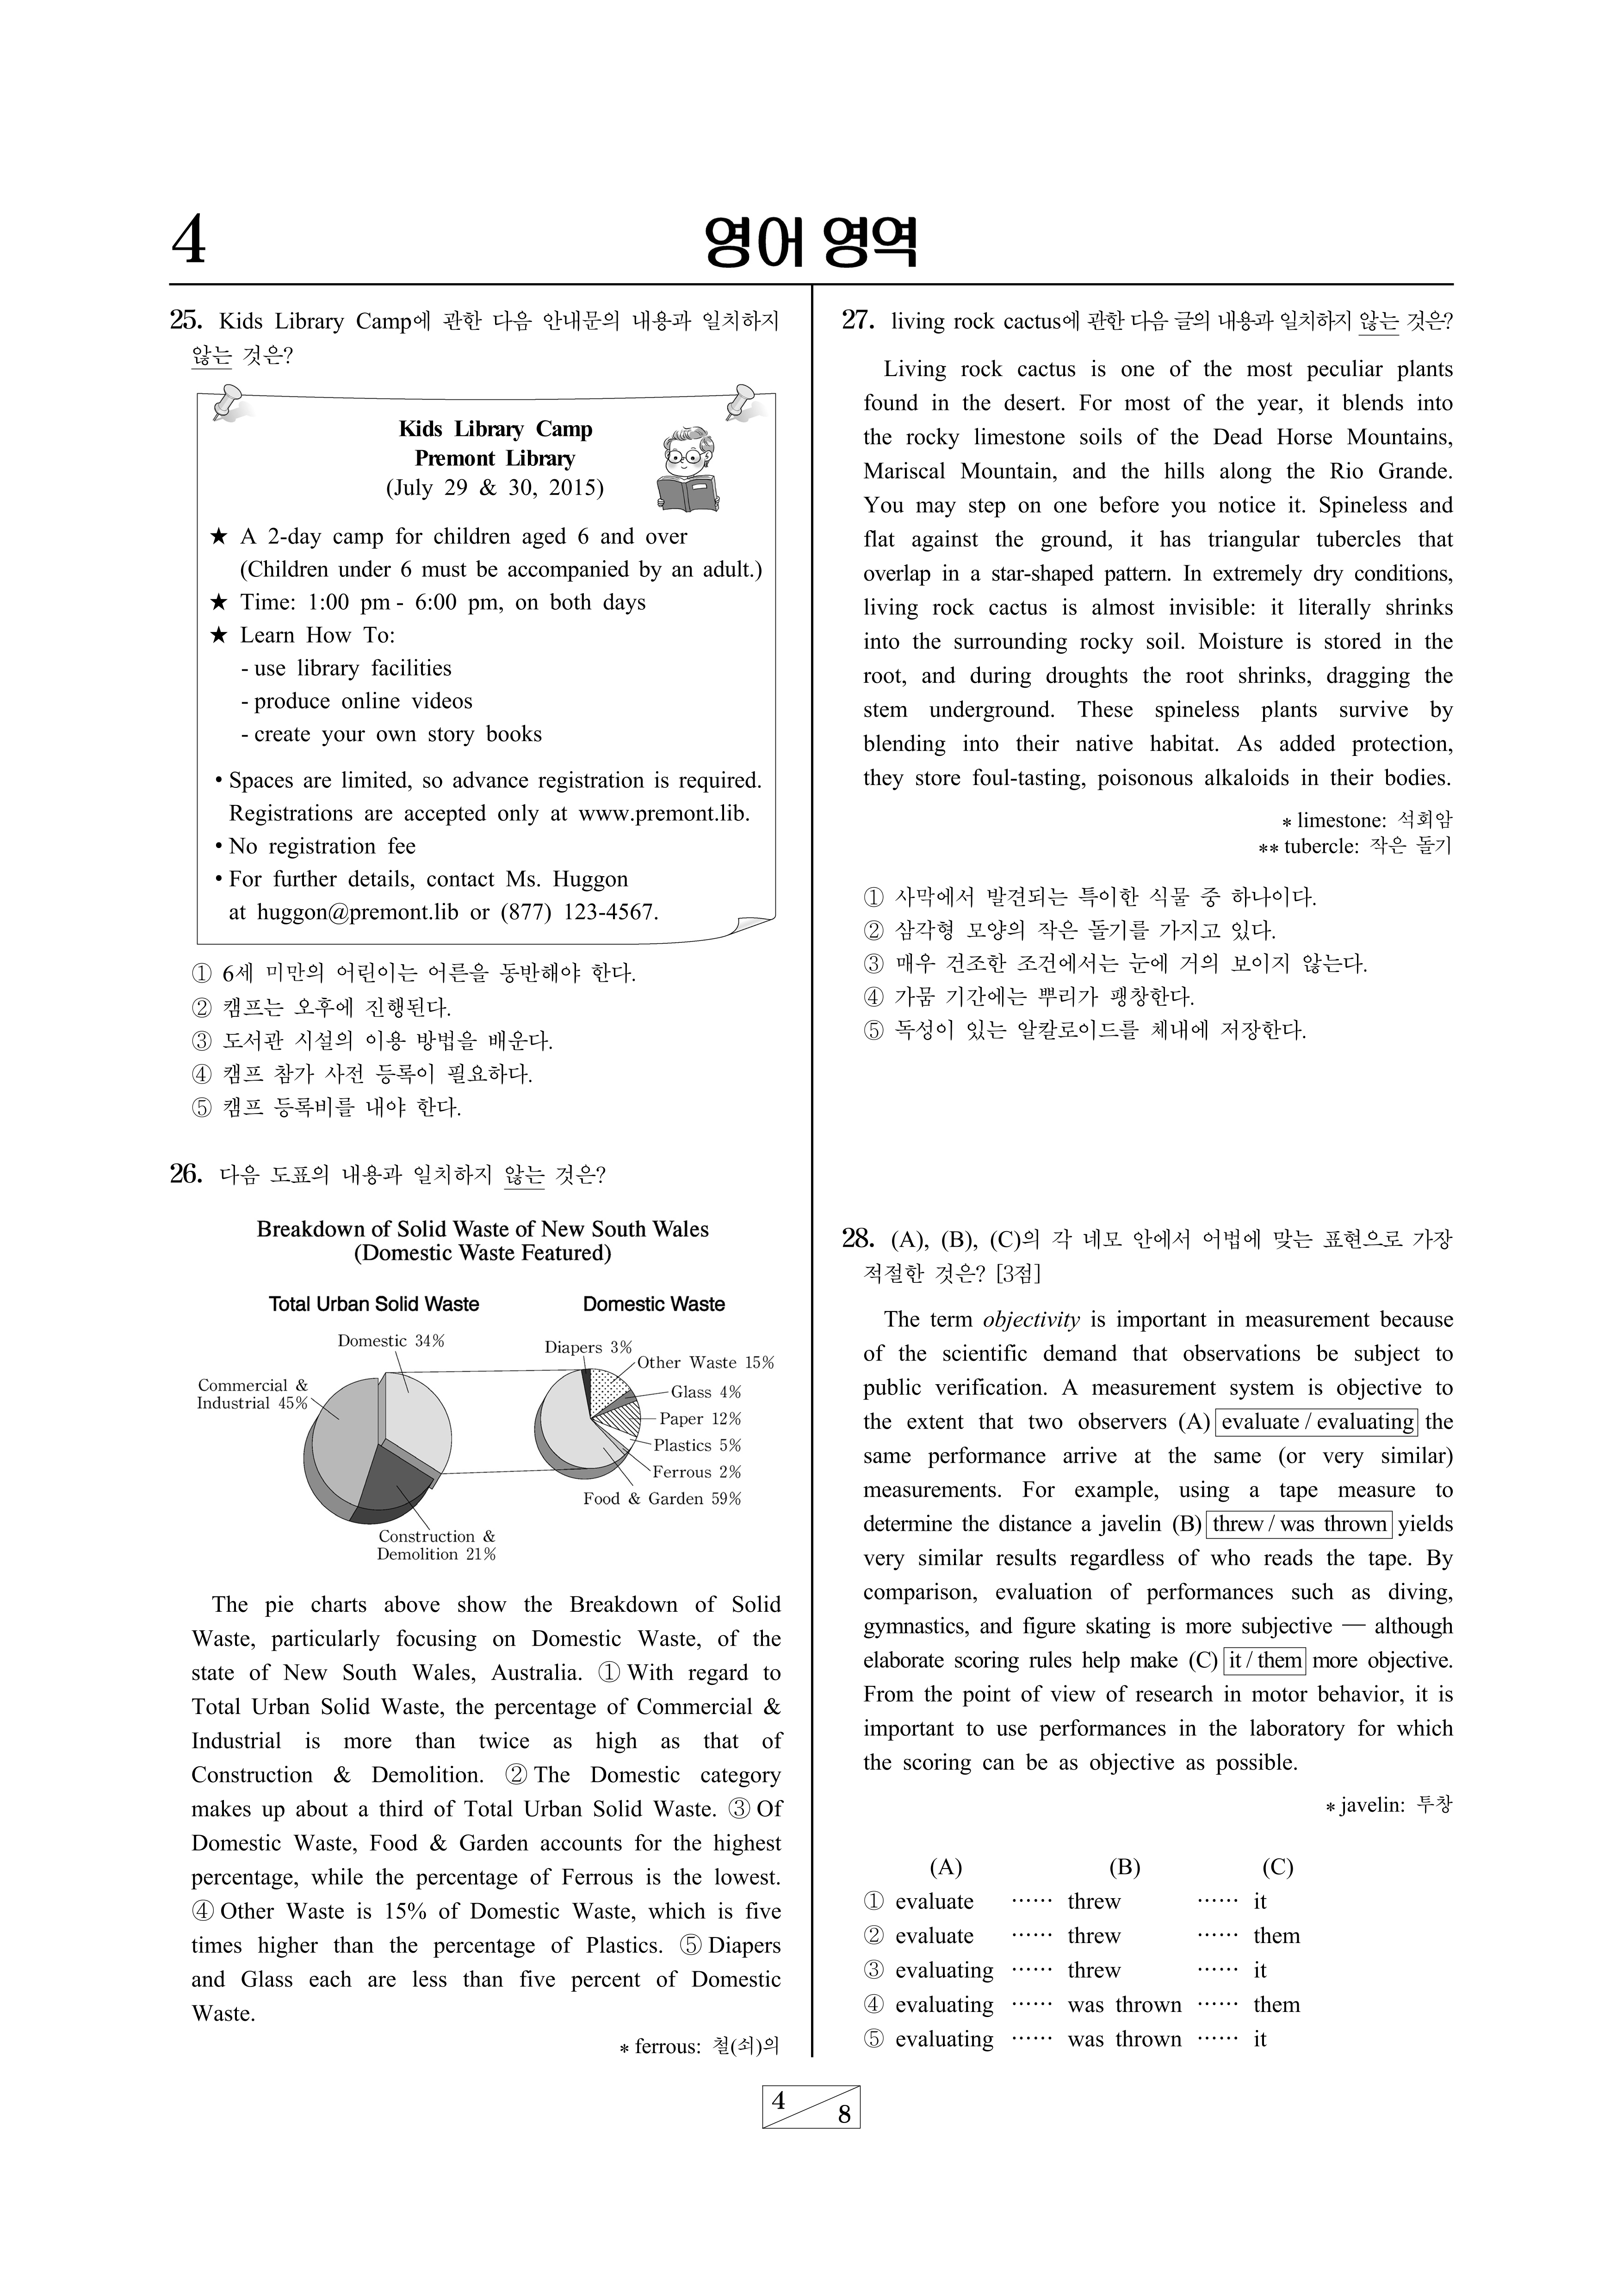 4
영어 영역
25. Kids Library Camp에 관한 다음 안내문의 내용과 일치하지
않는 것은?
Kids Library Camp
Premont Library
(July 29 & 30, 2015)
★ A 2-day camp for children aged 6 and over
(Children under 6 must be accompanied by an adult.)
★ Time: 1:00 pm - 6:00 pm, on both days
★ Learn How To:
- use library facilities
- produce online videos
- create your own story books
• Spaces are limited, so advance registration is required.
Registrations are accepted only at www.premont.lib.
• No registration fee
• For further details, contact Ms. Huggon
at huggon@premont.lib or (877) 123-4567.
① 6세 미만의 어린이는 어른을 동반해야 한다.
② 캠프는 오후에 진행된다.
③ 도서관 시설의 이용 방법을 배운다.
④ 캠프 참가 사전 등록이 필요하다.
⑤ 캠프 등록비를 내야 한다.
26. 다음 도표의 내용과 일치하지 않는 것은?
Breakdown of Solid Waste of New South Wales
(Domestic Waste Featured)
Total Urban Solid Waste
Domestic 34%
Commercial &
Industrial 45%
Construction &
Demolition 21%
Domestic Waste
Diapers 3%
Other Waste 15%
Glass 4%
Paper 12%
Plastics 5%
Ferrous 2%
Food & Garden 59%
The pie charts above show the Breakdown of Solid
Waste, particularly focusing on Domestic Waste, of the
state of New South Wales, Australia. ① With regard to
Total Urban Solid Waste, the percentage of Commercial &
Industrial is more than twice as high as that of
Construction & Demolition. ② The Domestic category
makes up about a third of Total Urban Solid Waste. ③ Of
Domestic Waste, Food & Garden accounts for the highest
percentage, while the percentage of Ferrous is the lowest.
④ Other Waste is 15% of Domestic Waste, which is five
times higher than the percentage of Plastics. ⑤ Diapers
and Glass each are less than five percent of Domestic
Waste.
* ferrous: 철(쇠)의
27. living rock cactus에 관한 다음 글의 내용과 일치하지 않는 것은?
Living rock cactus is one of the most peculiar plants
found in the desert. For most of the year, it blends into
the rocky limestone soils of the Dead Horse Mountains,
Mariscal Mountain, and the hills along the Rio Grande.
You may step on one before you notice it. Spineless and
flat against the ground, it has triangular tubercles that
overlap in a star-shaped pattern. In extremely dry conditions,
living rock cactus is almost invisible: it literally shrinks
into the surrounding rocky soil. Moisture is stored in the
root, and during droughts the root shrinks, dragging the
stem underground. These spineless plants survive by
blending into their native habitat. As added protection,
they store foul-tasting, poisonous alkaloids in their bodies.
* limestone: 석회암
** tubercle: 작은 돌기
① 사막에서 발견되는 특이한 식물 중 하나이다.
② 삼각형 모양의 작은 돌기를 가지고 있다.
③ 매우 건조한 조건에서는 눈에 거의 보이지 않는다.
④ 가뭄 기간에는 뿌리가 팽창한다.
⑤ 독성이 있는 알칼로이드를 체내에 저장한다.
28. (A), (B), (C)의 각 네모 안에서 어법에 맞는 표현으로 가장
적절한 것은? [3점]
The term objectivity is important in measurement because
of the scientific demand that observations be subject to
public verification. A measurement system is objective to
the extent that two observers (A) evaluate / evaluating the
same performance arrive at the same (or very similar)
measurements. For example, using a tape measure to
determine the distance a javelin (B) threw / was thrown yields
very similar results regardless of who reads the tape. By
comparison, evaluation of performances such as diving,
gymnastics, and figure skating is more subjective — although
elaborate scoring rules help make (C) it / them more objective.
From the point of view of research in motor behavior, it is
important to use performances in the laboratory for which
the scoring can be as objective as possible.
* javelin: 투창
(A) (B) (C)
① evaluate …… threw …… it
② evaluate …… threw …… them
③ evaluating …… threw …… it
④ evaluating …… was thrown …… them
⑤ evaluating …… was thrown …… it
4
8